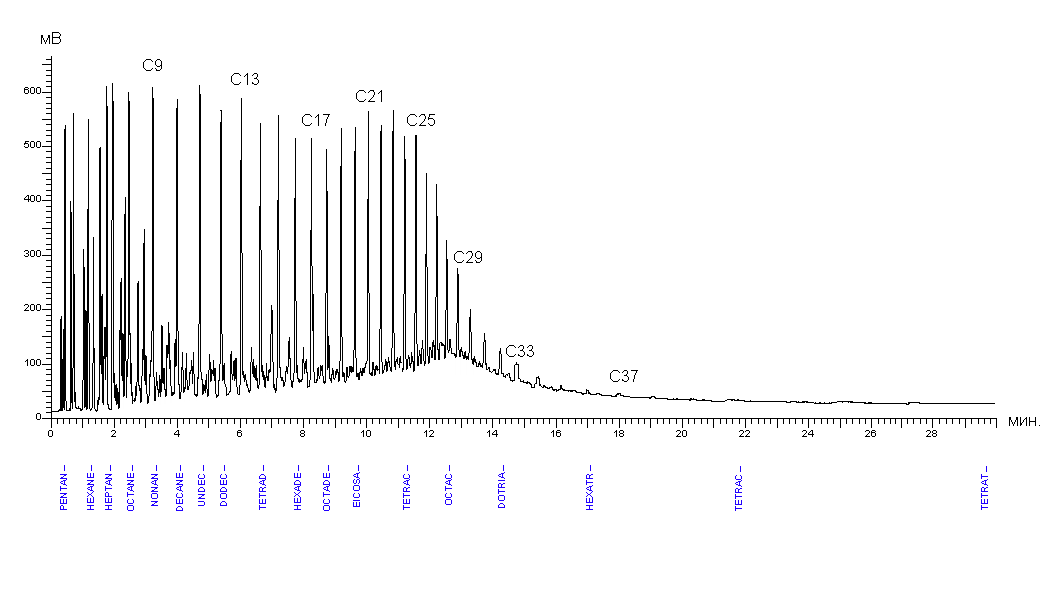 мВ
C9
C13
C17
C21
C25
C29
C33
C37
600
500
400
300
200
100
0
0 2 4 6 8 10 12 14 16 18 20 22 24 26 28
МИН.
PENTAN–
HEXANE–
HEPTAN–
OCTANE–
NONAN–
DECANE–
UNDEC–
DODEC–
TETRAD–
HEXADE–
OCTADE–
EICOSA–
TETRAC–
OCTAC–
DOTRIA–
HEXATR–
TETRAC–
TETRAT–